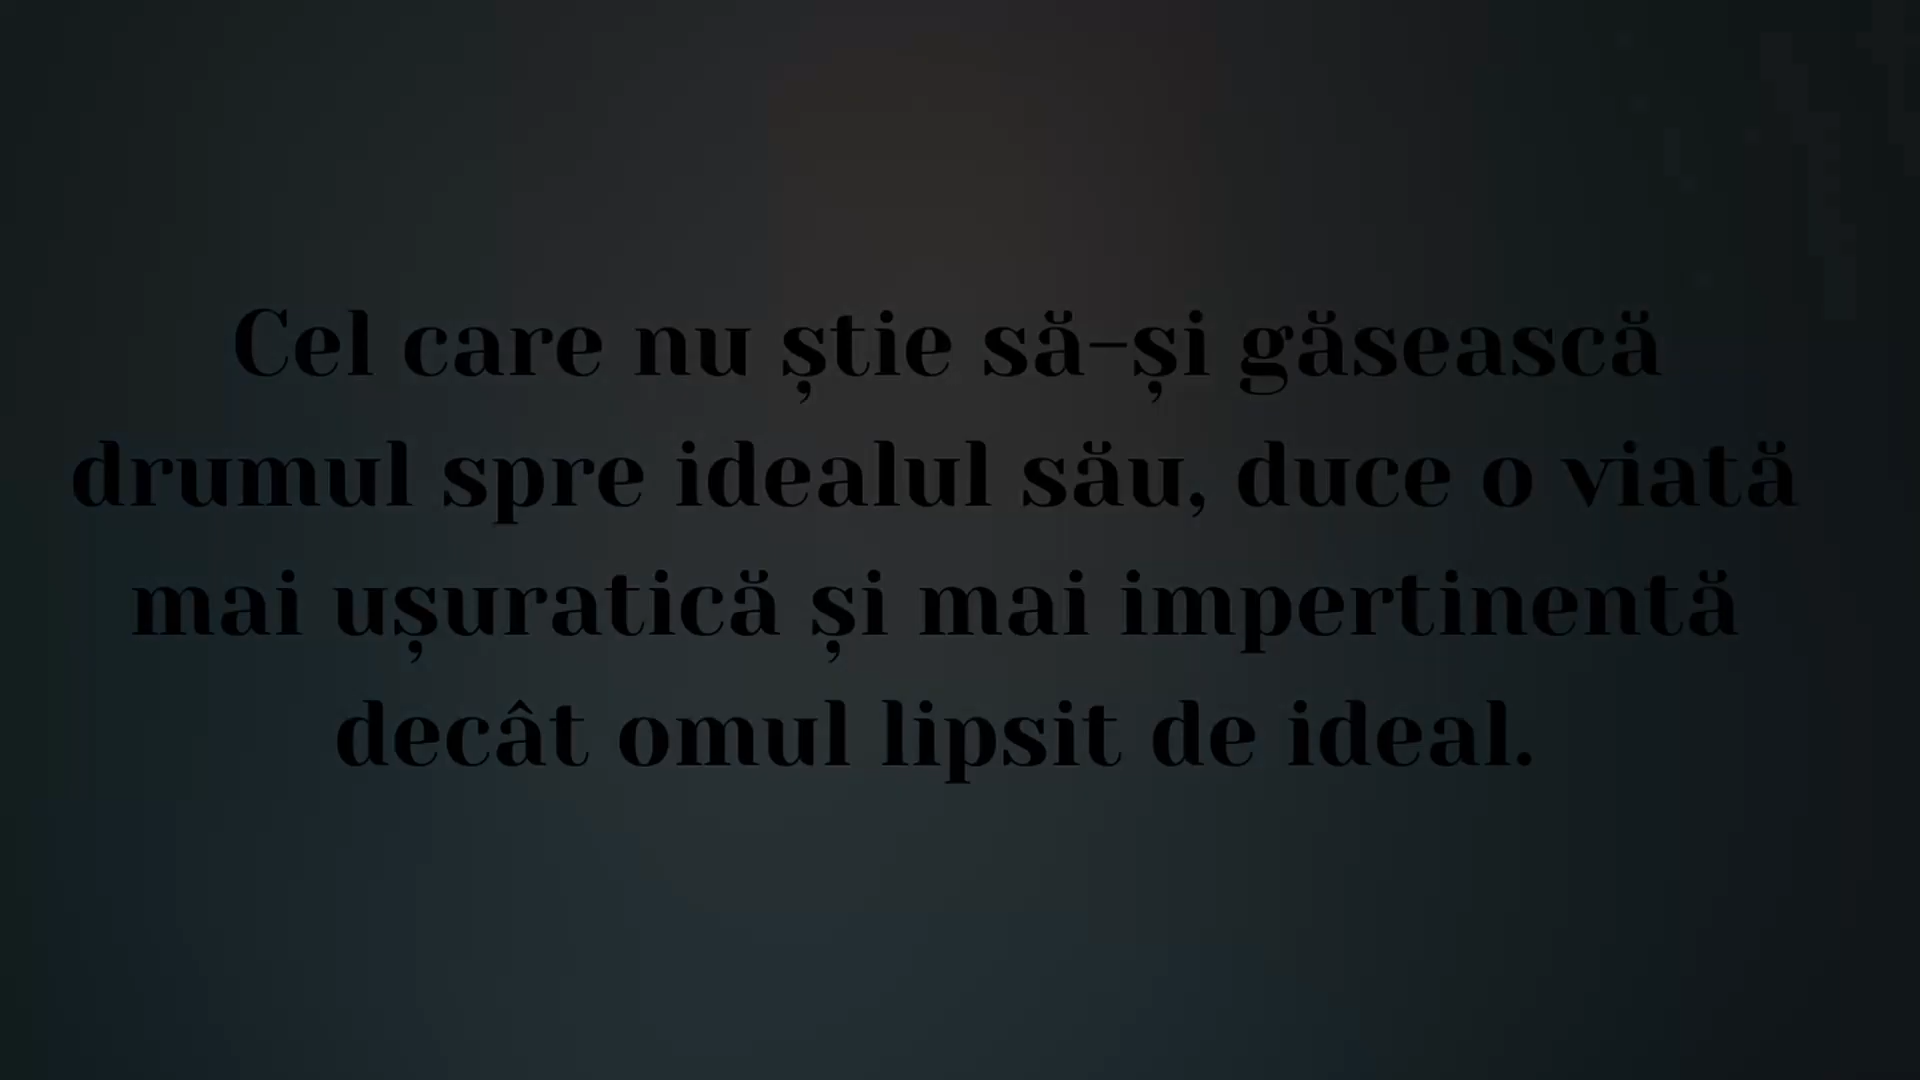 Cel care nu știe să-și găsească
drumul spre idealul său, duce o viată
mai ușuratică și mai impertinentă
decât omul lipsit de ideal.